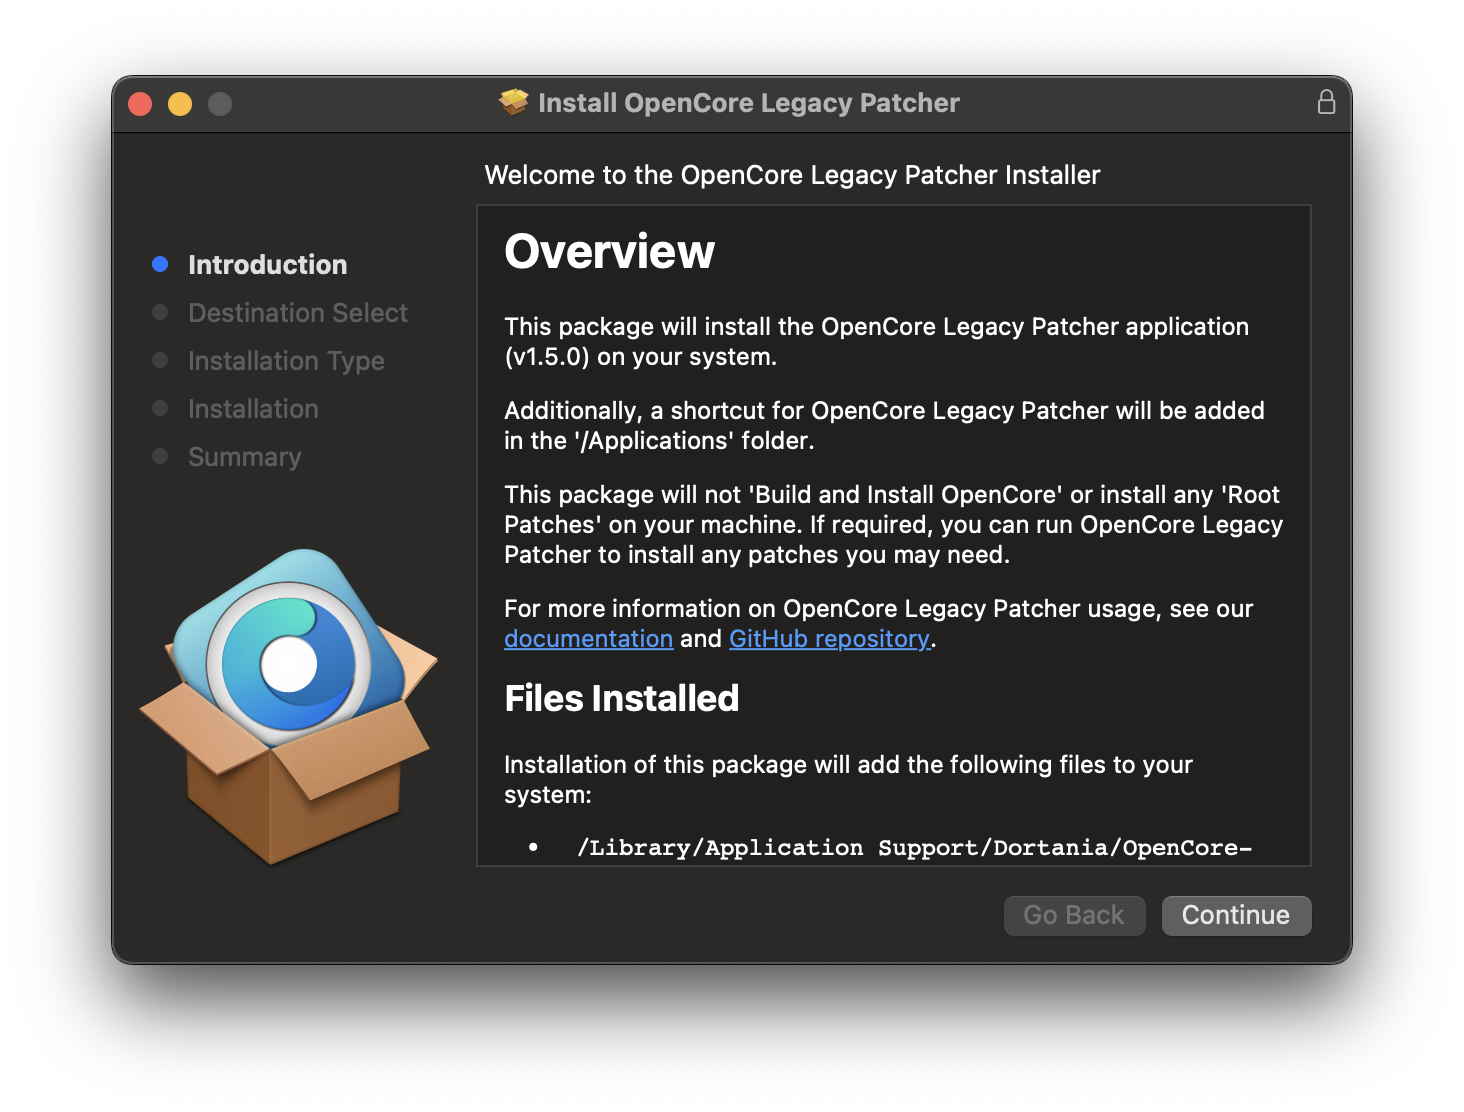 Install OpenCore Legacy Patcher
Welcome to the OpenCore Legacy Patcher Installer
Introduction
Destination Select
Installation Type
Installation
Summary
Overview
This package will install the OpenCore Legacy Patcher application
(v1.5.0) on your system.
Additionally, a shortcut for OpenCore Legacy Patcher will be added
in the '/Applications' folder.
This package will not 'Build and Install OpenCore' or install any 'Root
Patches' on your machine. If required, you can run OpenCore Legacy
Patcher to install any patches you may need.
For more information on OpenCore Legacy Patcher usage, see our
documentation and GitHub repository.
Files Installed
Installation of this package will add the following files to your
system:
• /Library/Application Support/Dortania/OpenCore-
Go Back
Continue